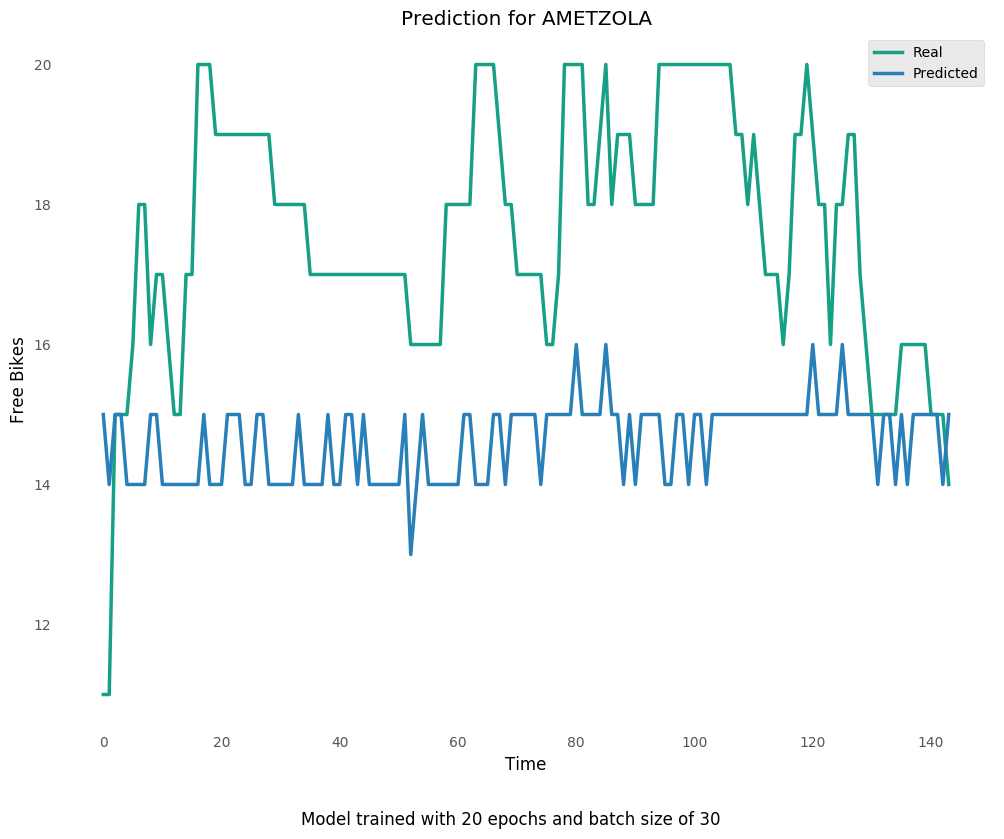 Prediction for AMETZOLA
Real
Predicted
Free Bikes
20
18
16
14
12
0 20 40 60 80 100 120 140
Time
Model trained with 20 epochs and batch size of 30